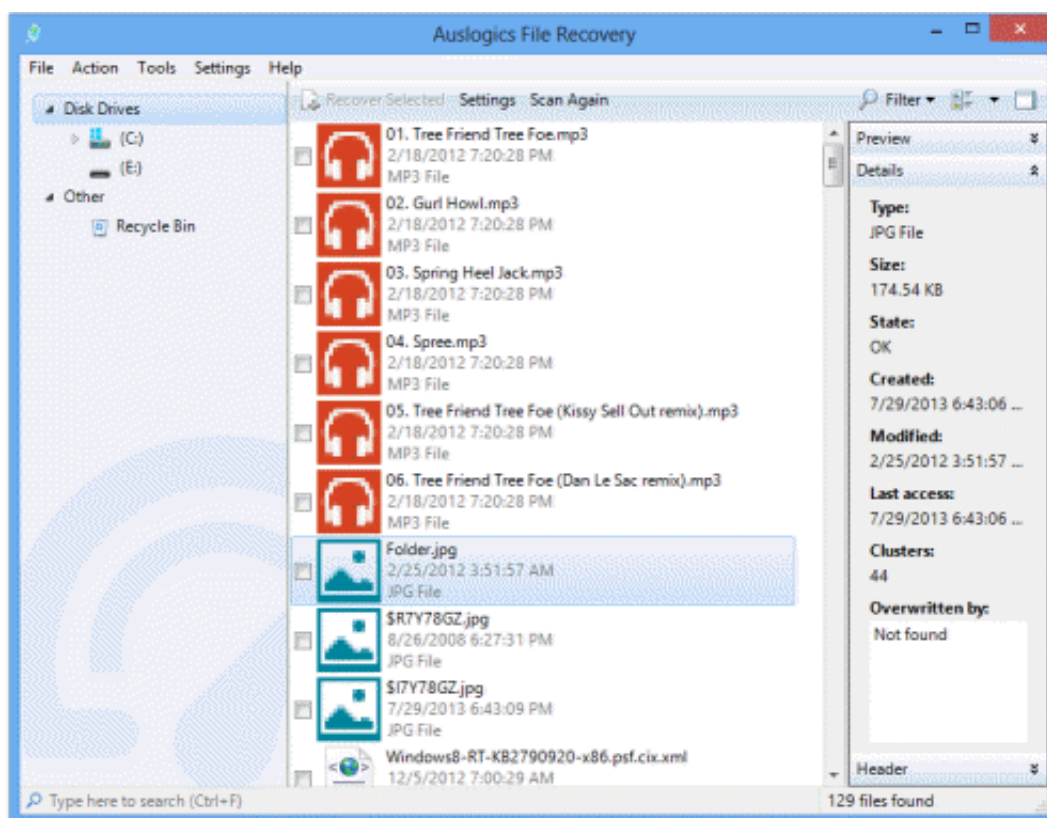 Auslogics File Recovery
File Action Tools Settings Help
Disk Drives
(C:)
(E:)
Other
Recycle Bin
Recover Selected Settings Scan Again
Filter
01. Tree Friend Tree Foe.mp3
2/18/2012 7:20:28 PM
MP3 File
02. Gurl Howl.mp3
2/18/2012 7:20:28 PM
MP3 File
03. Spring Heel Jack.mp3
2/18/2012 7:20:28 PM
MP3 File
04. Spree.mp3
2/18/2012 7:20:28 PM
MP3 File
05. Tree Friend Tree Foe (Kissy Sell Out remix).mp3
2/18/2012 7:20:28 PM
MP3 File
06. Tree Friend Tree Foe (Dan Le Sac remix).mp3
2/18/2012 7:20:28 PM
MP3 File
Folder.jpg
2/25/2012 3:51:57 AM
JPG File
$R7Y78GZ.jpg
8/26/2008 6:27:31 PM
JPG File
$I7Y78GZ.jpg
7/29/2013 6:43:09 PM
JPG File
Windows8-RT-KB2790920-x86.psf.cix.xml
12/5/2012 7:00:29 AM
Preview
Details
Type:
JPG File
Size:
174.54 KB
State:
OK
Created:
7/29/2013 6:43:06 ...
Modified:
2/25/2012 3:51:57 ...
Last access:
7/29/2013 6:43:06 ...
Clusters:
44
Overwritten by:
Not found
Header
Type here to search (Ctrl+F)
129 files found